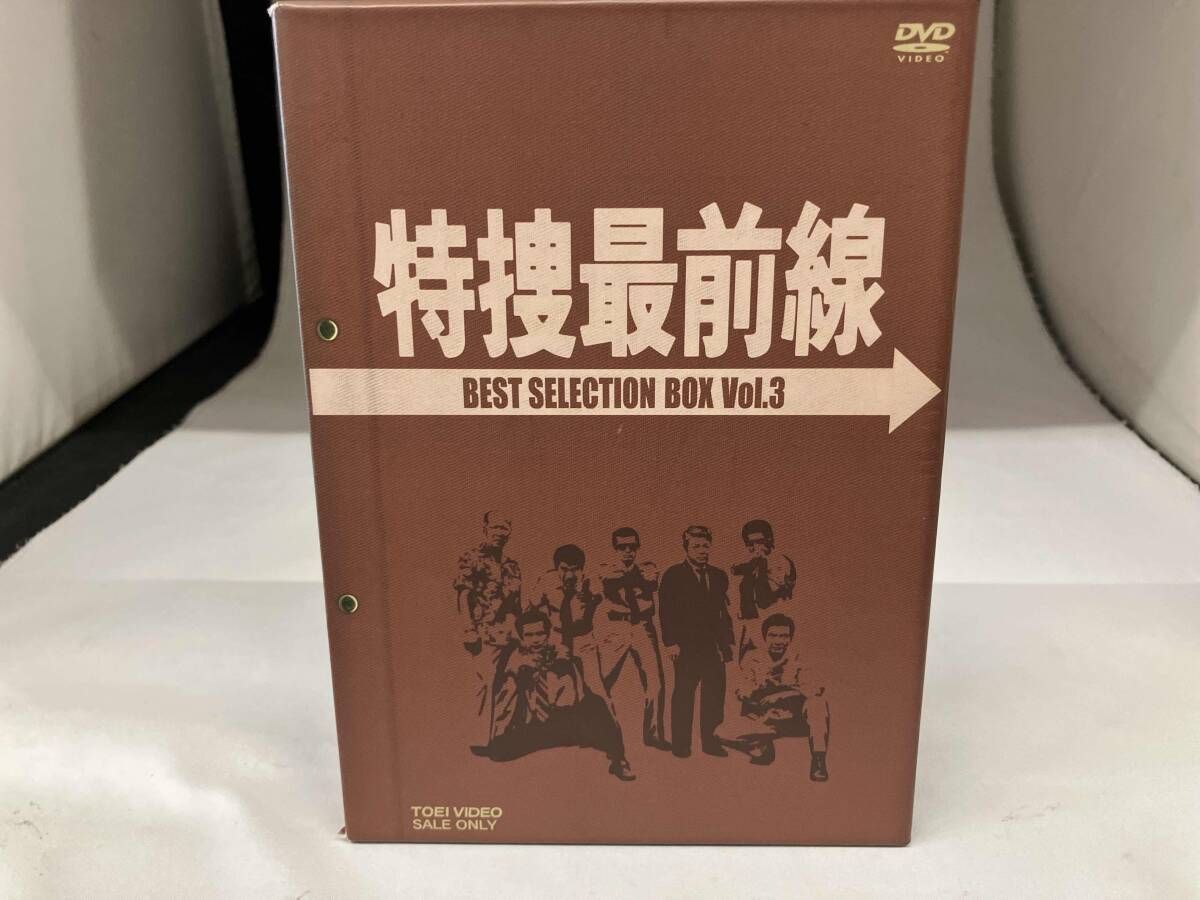 DVD
VIDEO
特捜最前線
BEST SELECTION BOX Vol.3
TOEI VIDEO
SALE ONLY